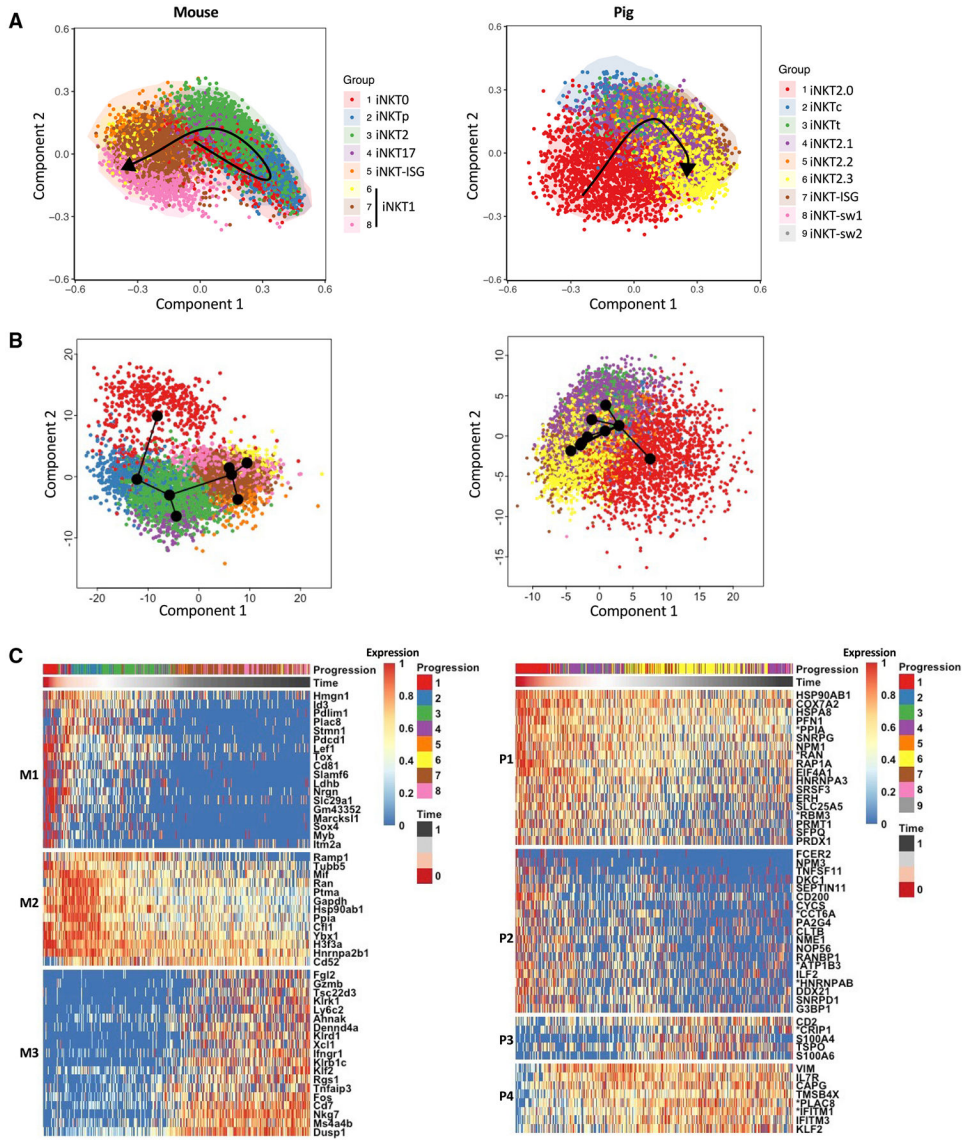 Mouse
Pig
A
0.6
0.3
0.0
−0.3
−0.6
Component 2
−0.6
−0.3
0.0
0.3
0.6
Component 1
Group
1 iNKT0
2 iNKTp
3 iNKT2
4 iNKT17
5 iNKT-ISG
6
7 iNKT1
8
0.6
0.3
0.0
−0.3
−0.6
Component 2
−0.6
−0.3
0.0
0.3
0.6
Component 1
Group
1 iNKT2.0
2 iNKTc
3 iNKTt
4 iNKT2.1
5 iNKT2.2
6 iNKT2.3
7 iNKT-ISG
8 iNKT-sw1
9 iNKT-sw2
B
20
10
0
-10
Component 2
-20
-10
0
10
20
Component 1
10
5
0
-5
-10
-15
Component 2
-10
-5
0
5
10
15
20
Component 1
C
Progression
Time
M1
Hmgn1
Id3
Pdlim1
Plac8
Stmn1
Pdcd1
Lef1
Tox
Cd81
Slamf6
Ldhb
Nrgn
Slc29a1
Gm43352
Marcksl1
Sox4
Myb
Itm2a
M2
Ramp1
Tubb5
Mif
Ran
Ptma
Gapdh
Hsp90ab1
Ppia
Cfl1
Ybx1
H3f3a
Hnrnpa2b1
Cd52
M3
Fgl2
Gzmb
Tsc22d3
Klrk1
Ly6c2
Ahnak
Dennd4a
Klrd1
Xcl1
Ifngr1
Klrb1c
Klf2
Rgs1
Tnfaip3
Fos
Cd7
Nkg7
Ms4a4b
Dusp1
Expression
1
0.8
0.6
0.4
0.2
0
Progression
1
2
3
4
5
6
7
8
Time
1
0
Progression
Time
P1
HSP90AB1
COX7A2
HSPA8
PFN1
*PPIA
SNRPG
NPM1
*RAN
RAP1A
EIF4A1
HNRNPA3
SRSF3
ERH
SLC25A5
*RBM3
PRMT1
SFPQ
PRDX1
P2
FCER2
NPM3
TNFSF11
DKC1
SEPTIN11
CD200
CYCS
*CCT6A
PA2G4
CLTB
NME1
NOP56
RANBP1
*ATP1B3
ILF2
*HNRNPAB
DDX21
SNRPD1
G3BP1
P3
CD2
*CRIP1
S100A4
TSPO
S100A6
P4
VIM
IL7R
CAPG
TMSB4X
*PLAC8
*IFITM1
IFITM3
KLF2
Expression
1
0.8
0.6
0.4
0.2
0
Progression
1
2
3
4
5
6
7
8
9
Time
1
0